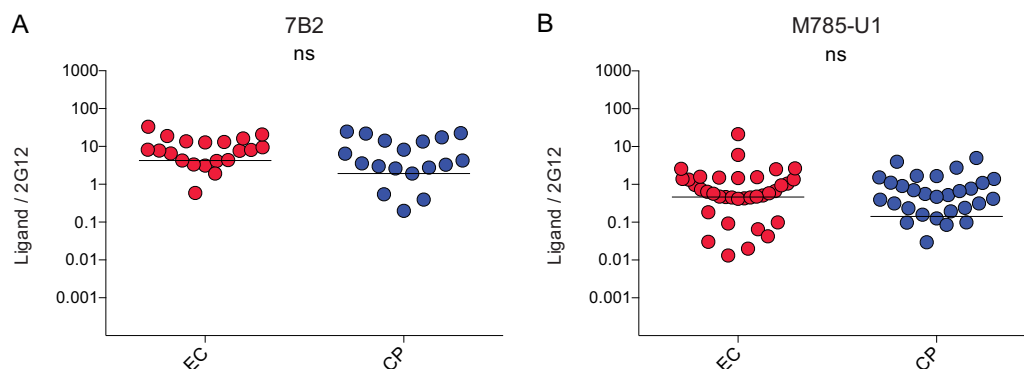 A
7B2
ns
1000
100
10
1
0.1
0.01
0.001
Ligand / 2G12
EC
CP
B
M785-U1
ns
1000
100
10
1
0.1
0.01
0.001
Ligand / 2G12
EC
CP